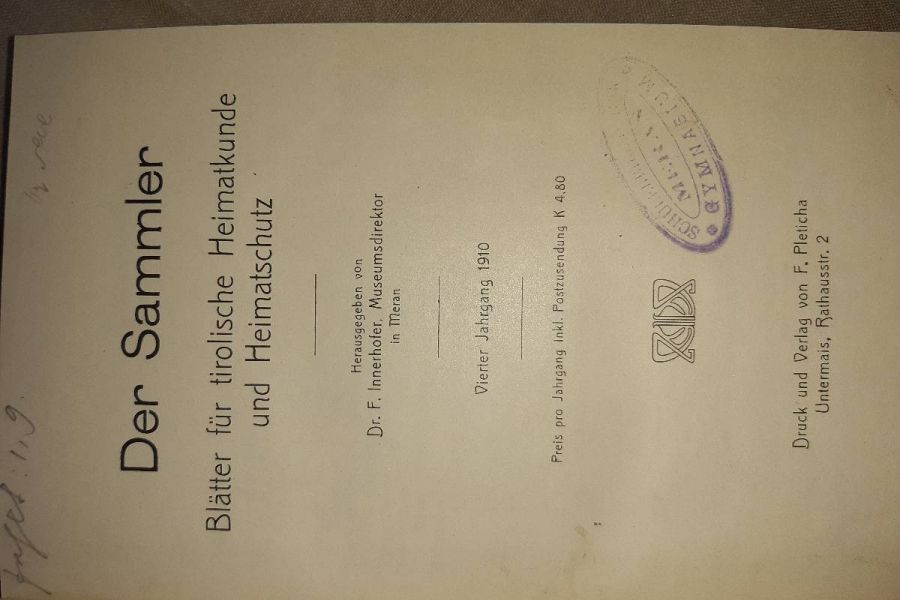 Der Sammler
Blätter für tirolische Heimatkunde
und Heimatschutz
Herausgegeben von
Dr. F. Innerhofer, Museumsdirektor
in Meran
Vierter Jahrgang 1910
Preis pro Jahrgang Inkl. Postzusendung K 4.80
MERAN
GYMNASIUM
Druck und Verlag von F. Pleticha
Untermais, Rathausstr. 2